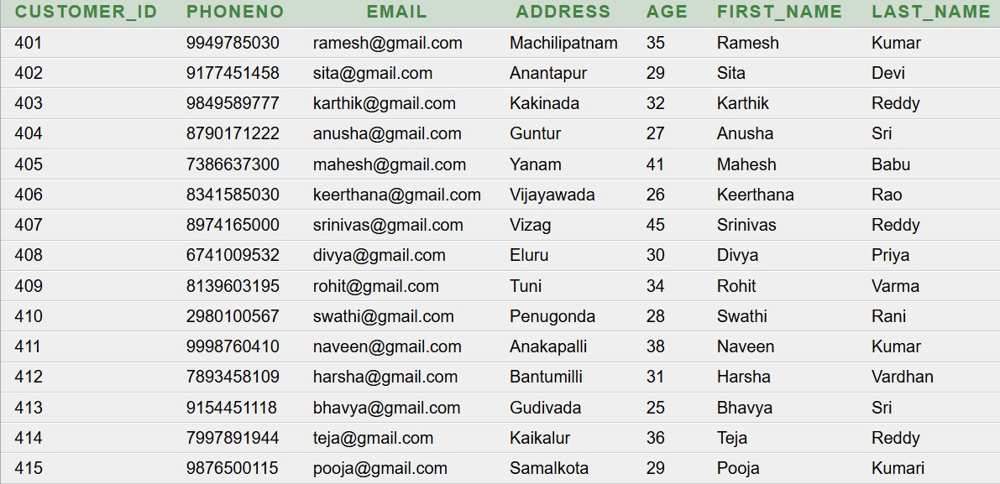 CUSTOMER_ID PHONENO EMAIL ADDRESS AGE FIRST_NAME LAST_NAME
401 9949785030 ramesh@gmail.com Machilipatnam 35 Ramesh Kumar
402 9177451458 sita@gmail.com Anantapur 29 Sita Devi
403 9849589777 karthik@gmail.com Kakinada 32 Karthik Reddy
404 8790171222 anusha@gmail.com Guntur 27 Anusha Sri
405 7386637300 mahesh@gmail.com Yanam 41 Mahesh Babu
406 8341585030 keerthana@gmail.com Vijayawada 26 Keerthana Rao
407 8974165000 srinivas@gmail.com Vizag 45 Srinivas Reddy
408 6741009532 divya@gmail.com Eluru 30 Divya Priya
409 8139603195 rohit@gmail.com Tuni 34 Rohit Varma
410 2980100567 swathi@gmail.com Penugonda 28 Swathi Rani
411 9998760410 naveen@gmail.com Anakapalli 38 Naveen Kumar
412 7893458109 harsha@gmail.com Bantumilli 31 Harsha Vardhan
413 9154451118 bhavya@gmail.com Gudivada 25 Bhavya Sri
414 7997891944 teja@gmail.com Kaikalur 36 Teja Reddy
415 9876500115 pooja@gmail.com Samalkota 29 Pooja Kumari